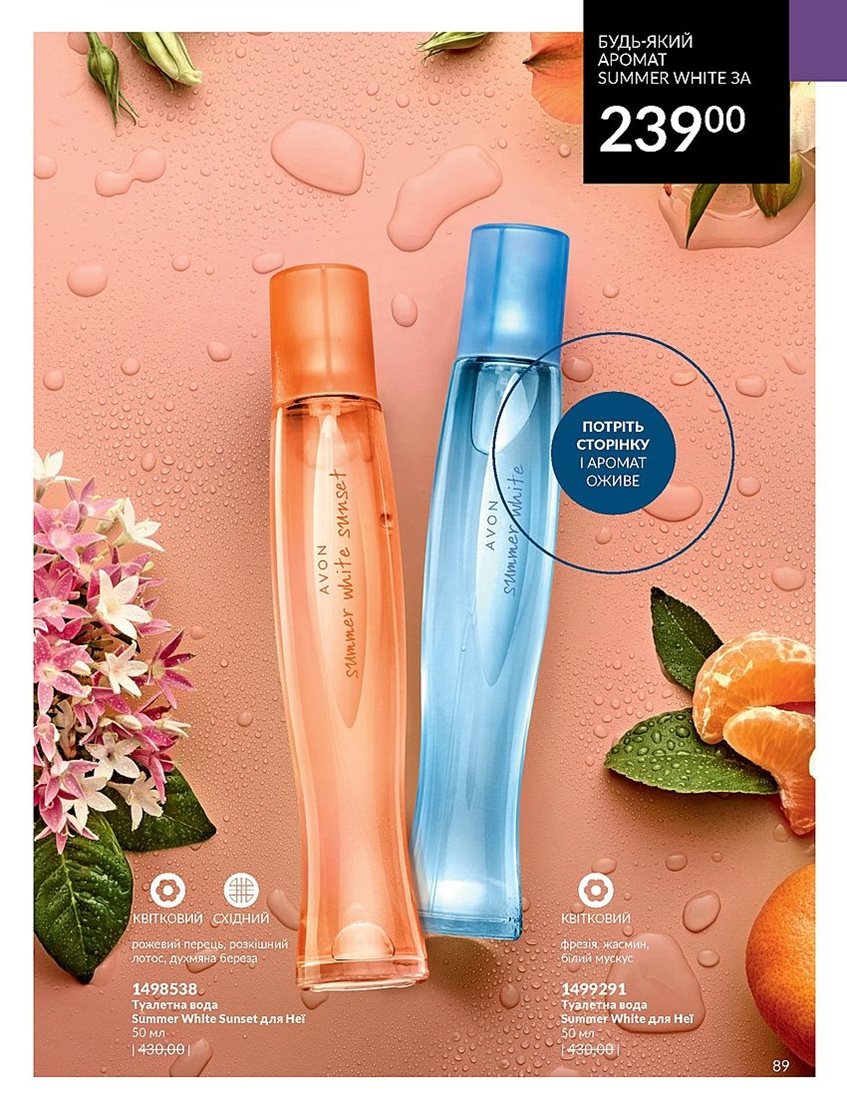 БУДЬ-ЯКИЙ
АРОМАТ
SUMMER WHITE ЗА
239⁰⁰
AVON
summer white sunset
AVON
summer white
ПОТРІТЬ
СТОРІНКУ
І АРОМАТ
ОЖИВЕ
КВІТКОВИЙ СХІДНИЙ
рожевий перець, розкішний
лотос, духмяна береза
1498538
Туалетна вода
Summer White Sunset для Неї
50 мл
| 430,00 |
КВІТКОВИЙ
фрезія, жасмин,
білий мускус
1499291
Туалетна вода
Summer White для Неї
50 мл
| 430,00 |
89